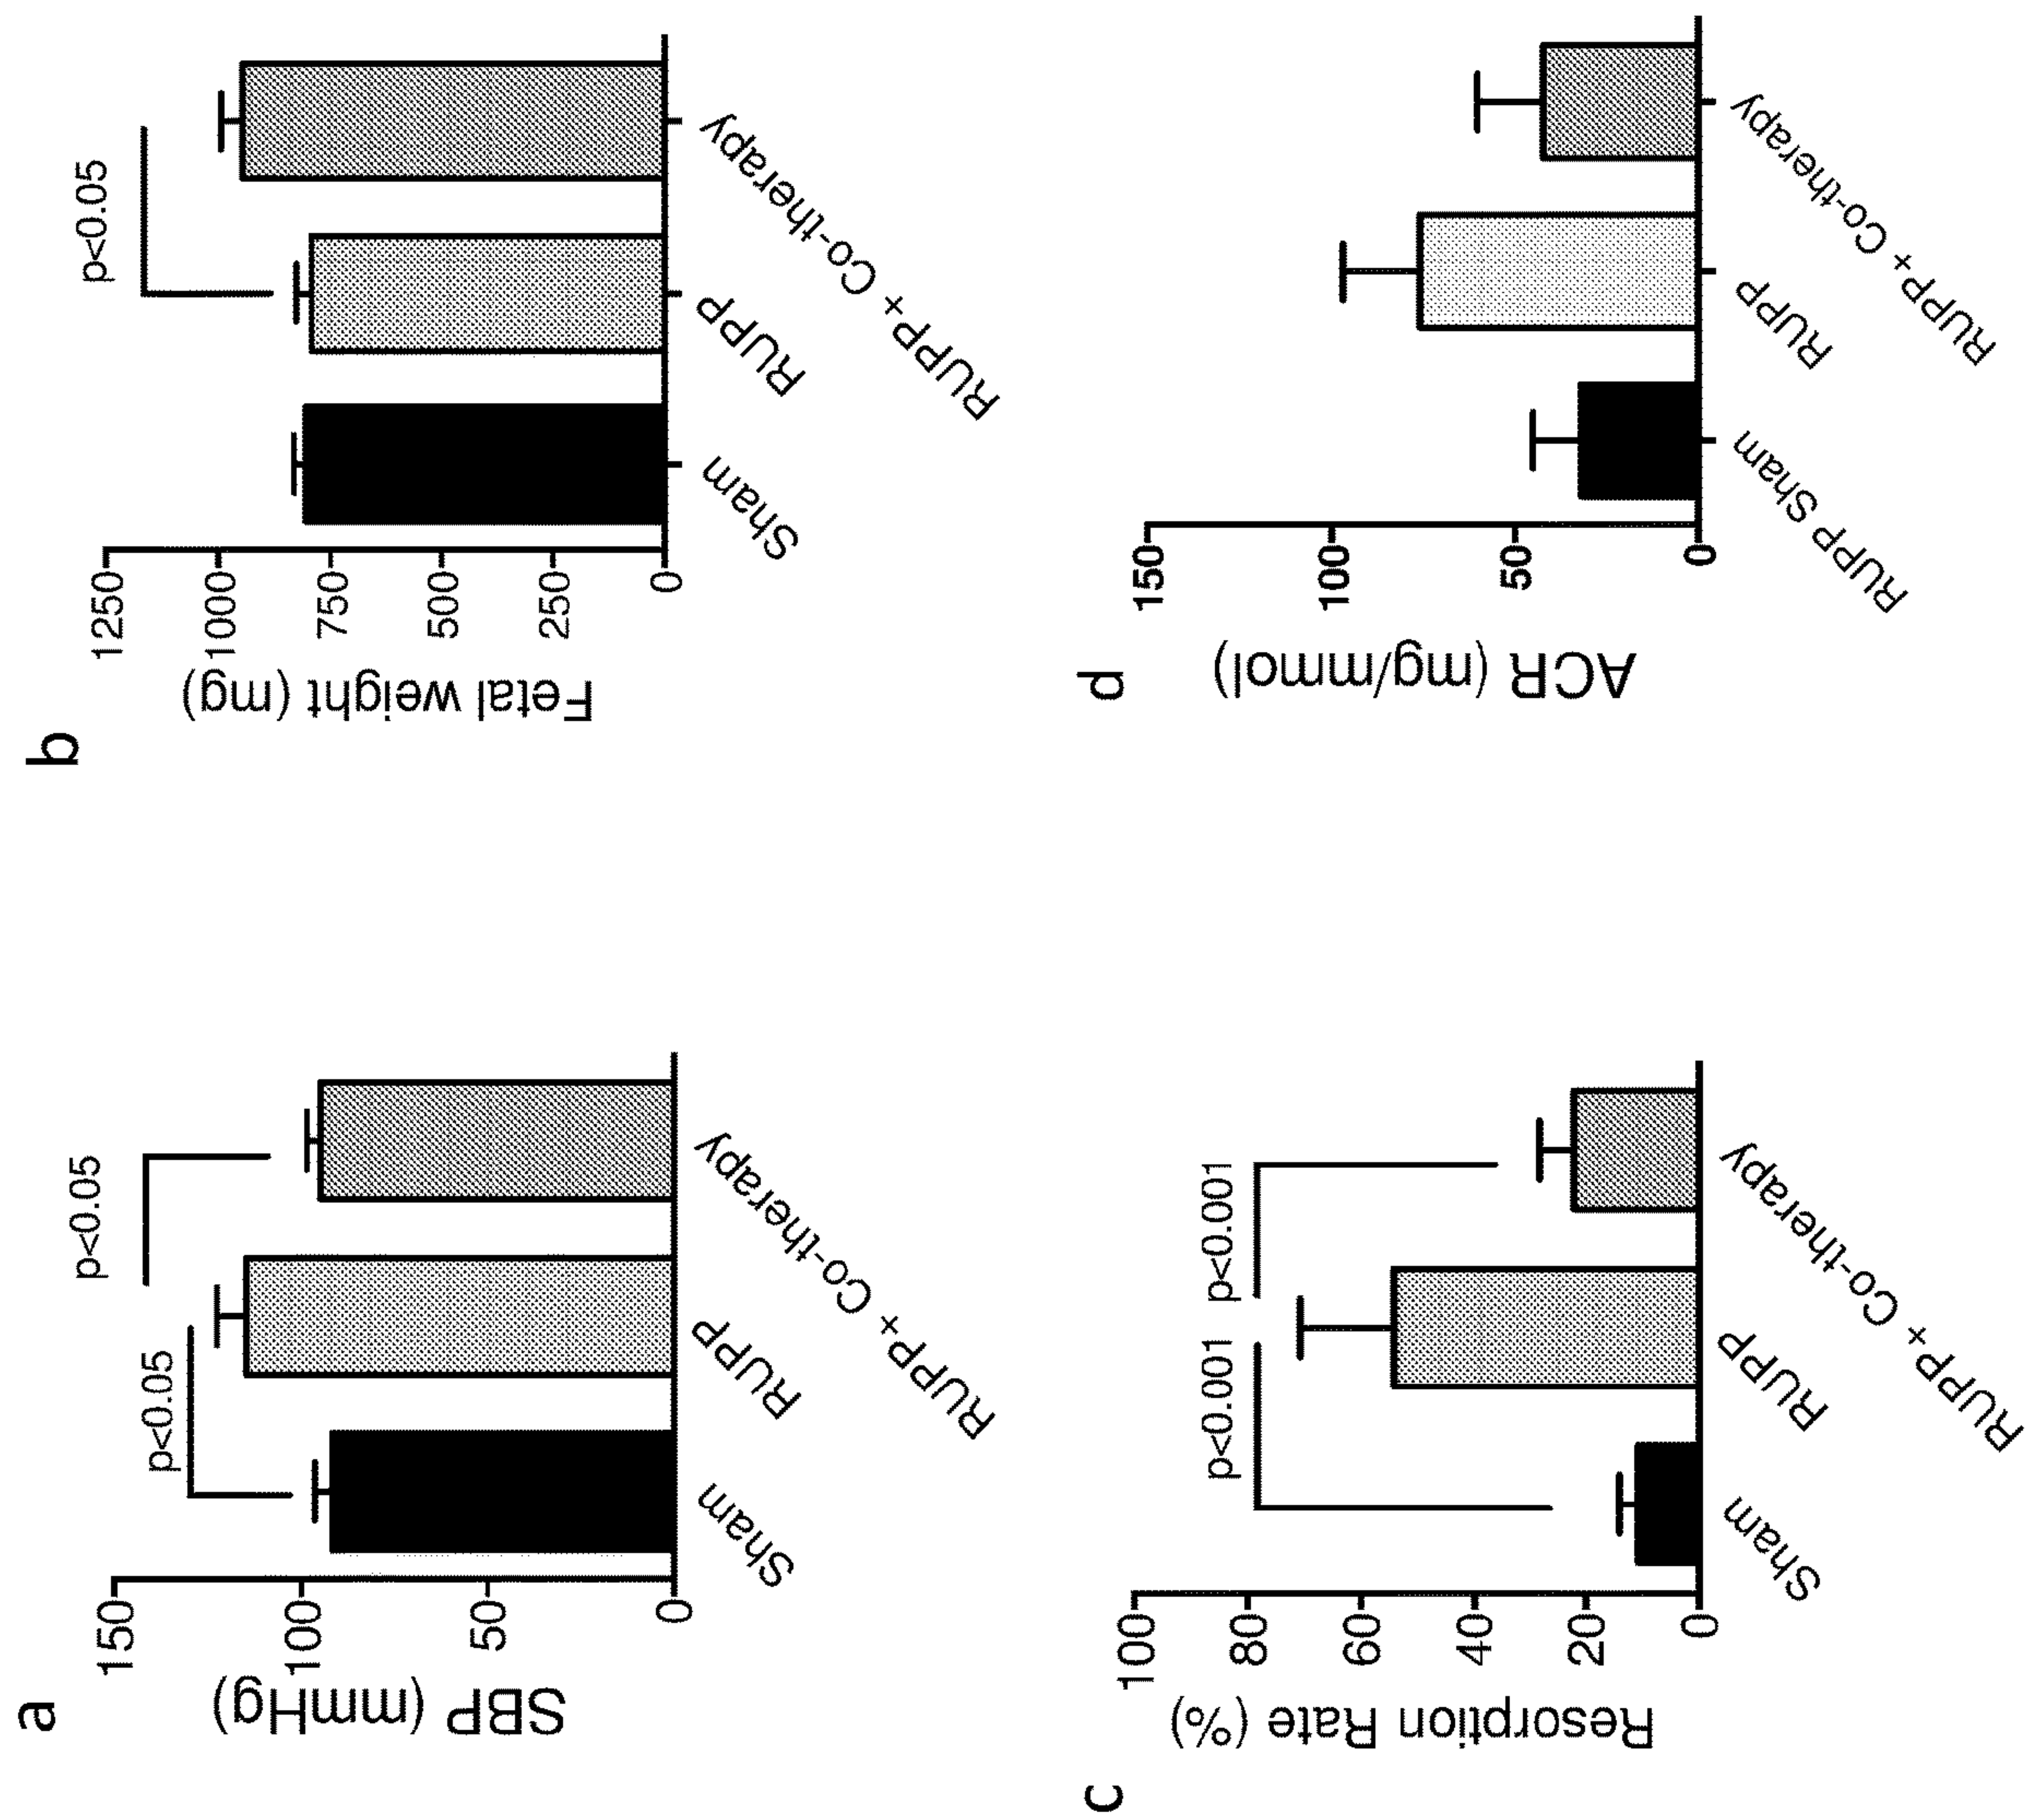 a
p<0.05
p<0.05
150
100
50
0
SBP (mmHg)
Sham
RUPP
RUPP+ Co-therapy
b
p<0.05
1250
1000
750
500
250
0
Fetal weight (mg)
Sham
RUPP
RUPP+ Co-therapy
c
p<0.001
p<0.001
100
80
60
40
20
0
Resorption Rate (%)
Sham
RUPP
RUPP+ Co-therapy
d
150
100
50
0
ACR (mg/mmol)
RUPP Sham
RUPP
RUPP+ Co-therapy